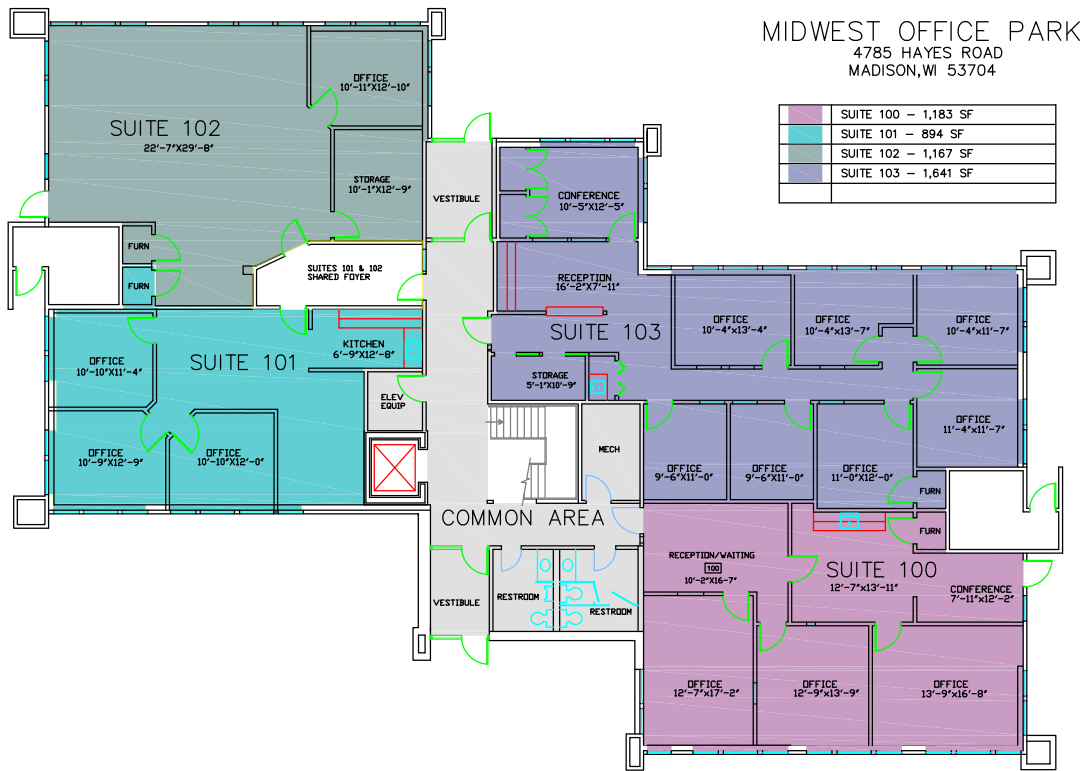 MIDWEST OFFICE PARK
4785 HAYES ROAD
MADISON,WI 53704
SUITE 100 – 1,183 SF
SUITE 101 – 894 SF
SUITE 102 – 1,167 SF
SUITE 103 – 1,641 SF
OFFICE
10'-11"X12'-10"
SUITE 102
22'-7"X29'-8"
STORAGE
10'-1"X12'-9"
VESTIBULE
CONFERENCE
10'-5"X12'-5"
FURN
FURN
SUITES 101 & 102
SHARED FOYER
RECEPTION
16'-2"X7'-11"
SUITE 103
OFFICE
10'-4"x13'-4"
OFFICE
10'-4"x13'-7"
OFFICE
10'-4"x11'-7"
OFFICE
10'-10"X11'-4"
SUITE 101
KITCHEN
6'-9"X12'-8"
STORAGE
5'-1"X10'-9"
ELEV
EQUIP
OFFICE
11'-4"x11'-7"
OFFICE
10'-9"X12'-9"
OFFICE
10'-10"X12'-0"
MECH
OFFICE
9'-6"X11'-0"
OFFICE
9'-6"X11'-0"
OFFICE
11'-0"X12'-0"
FURN
COMMON AREA
FURN
RECEPTION/WAITING
100
10'-2"X16-7"
SUITE 100
12'-7"x13'-11"
CONFERENCE
7'-11"x12'-2"
VESTIBULE
RESTROOM
RESTROOM
OFFICE
12'-7"x17'-2"
OFFICE
12'-9"x13'-9"
OFFICE
13'-9"x16'-8"